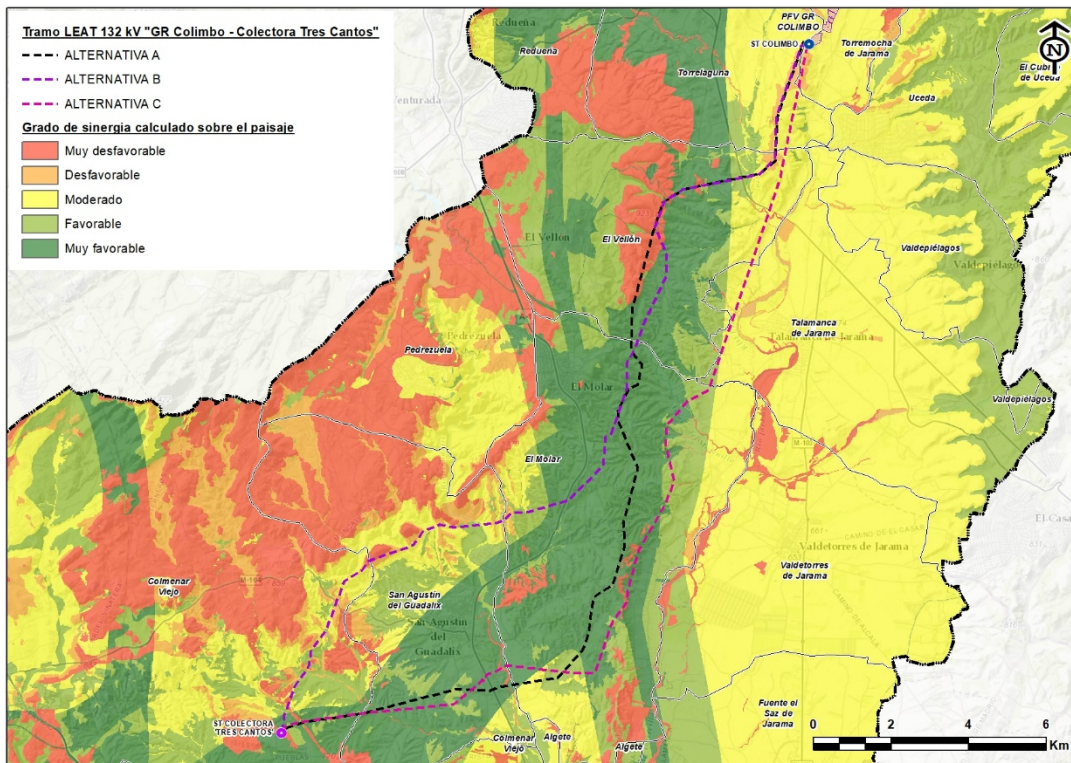 Tramo LEAT 132 kV "GR Colimbo - Colectora Tres Cantos"
ALTERNATIVA A
ALTERNATIVA B
ALTERNATIVA C
Grado de sinergia calculado sobre el paisaje
Muy desfavorable
Desfavorable
Moderado
Favorable
Muy favorable
PFV GR
COLIMBO
ST COLIMBO
N
Redueña
Redueña
Torrelaguna
Torremocha
de Jarama
Uceda
El Cubillo
de Uceda
Venturada
El Vellón
El Vellón
Valdepiélagos
Valdepiélagos
Talamanca
de Jarama
Talamanca de Jarama
Pedrezuela
Pedrezuela
Valdepiélagos
El Molar
El Molar
M-103
El Casar
CAMINO DE EL CASAR
Valdetorres de Jarama
Valdetorres
de Jarama
Colmenar
Viejo
San Agustín
del Guadalix
San Agustín
del
Guadalix
ST COLECTORA
'TRES CANTOS'
Fuente el
Saz de
Jarama
Colmenar
Viejo
Algete
Algete
0 2 4 6
Km